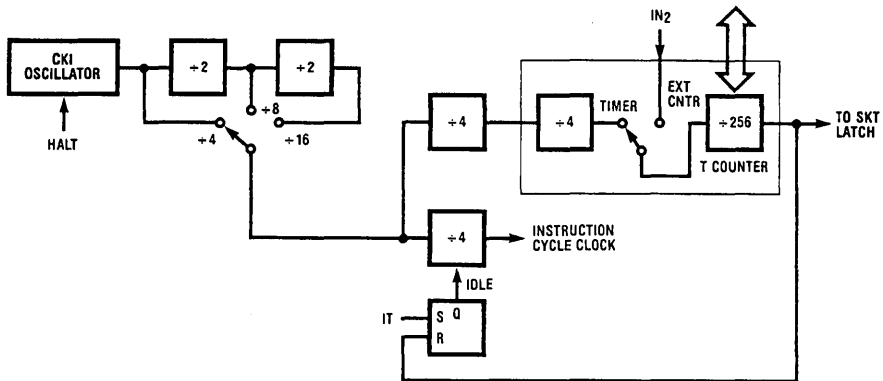 CKI
OSCILLATOR
÷2
÷2
HALT
÷4
÷8
÷16
÷4
÷4
TIMER
IN2
EXT
CNTR
÷256
T COUNTER
TO SKT
LATCH
÷4
INSTRUCTION
CYCLE CLOCK
IDLE
IT
S Q
R